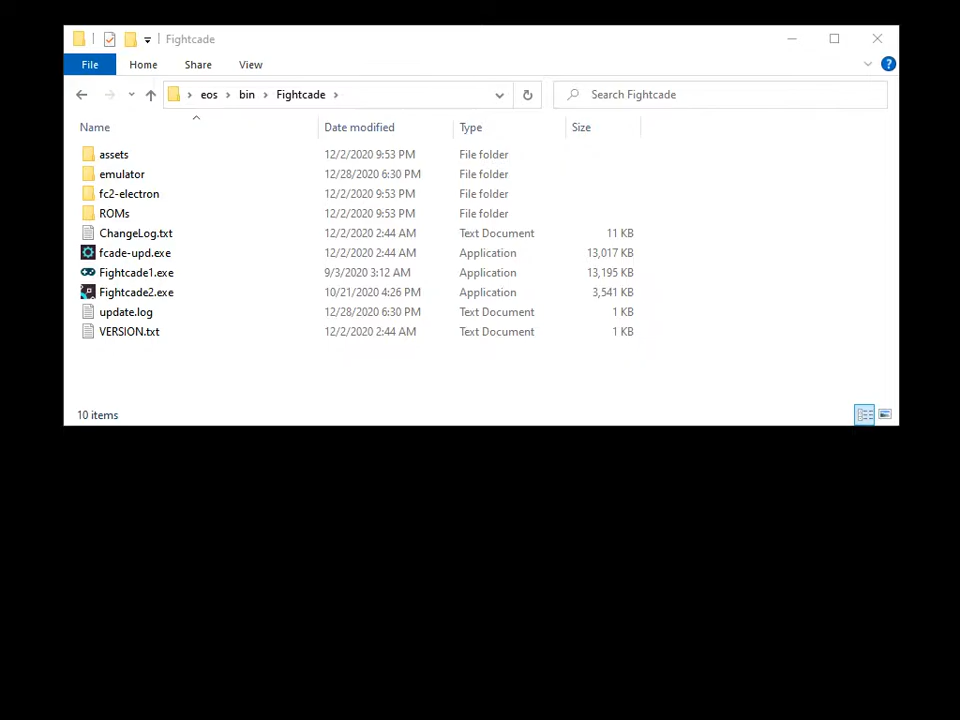 Fightcade
File Home Share View
eos bin Fightcade Search Fightcade
Name Date modified Type Size
assets 12/2/2020 9:53 PM File folder
emulator 12/28/2020 6:30 PM File folder
fc2-electron 12/2/2020 9:53 PM File folder
ROMs 12/2/2020 9:53 PM File folder
ChangeLog.txt 12/2/2020 2:44 AM Text Document 11 KB
fcade-upd.exe 12/2/2020 2:44 AM Application 13,017 KB
Fightcade1.exe 9/3/2020 3:12 AM Application 13,195 KB
Fightcade2.exe 10/21/2020 4:26 PM Application 3,541 KB
update.log 12/28/2020 6:30 PM Text Document 1 KB
VERSION.txt 12/2/2020 2:44 AM Text Document 1 KB
10 items